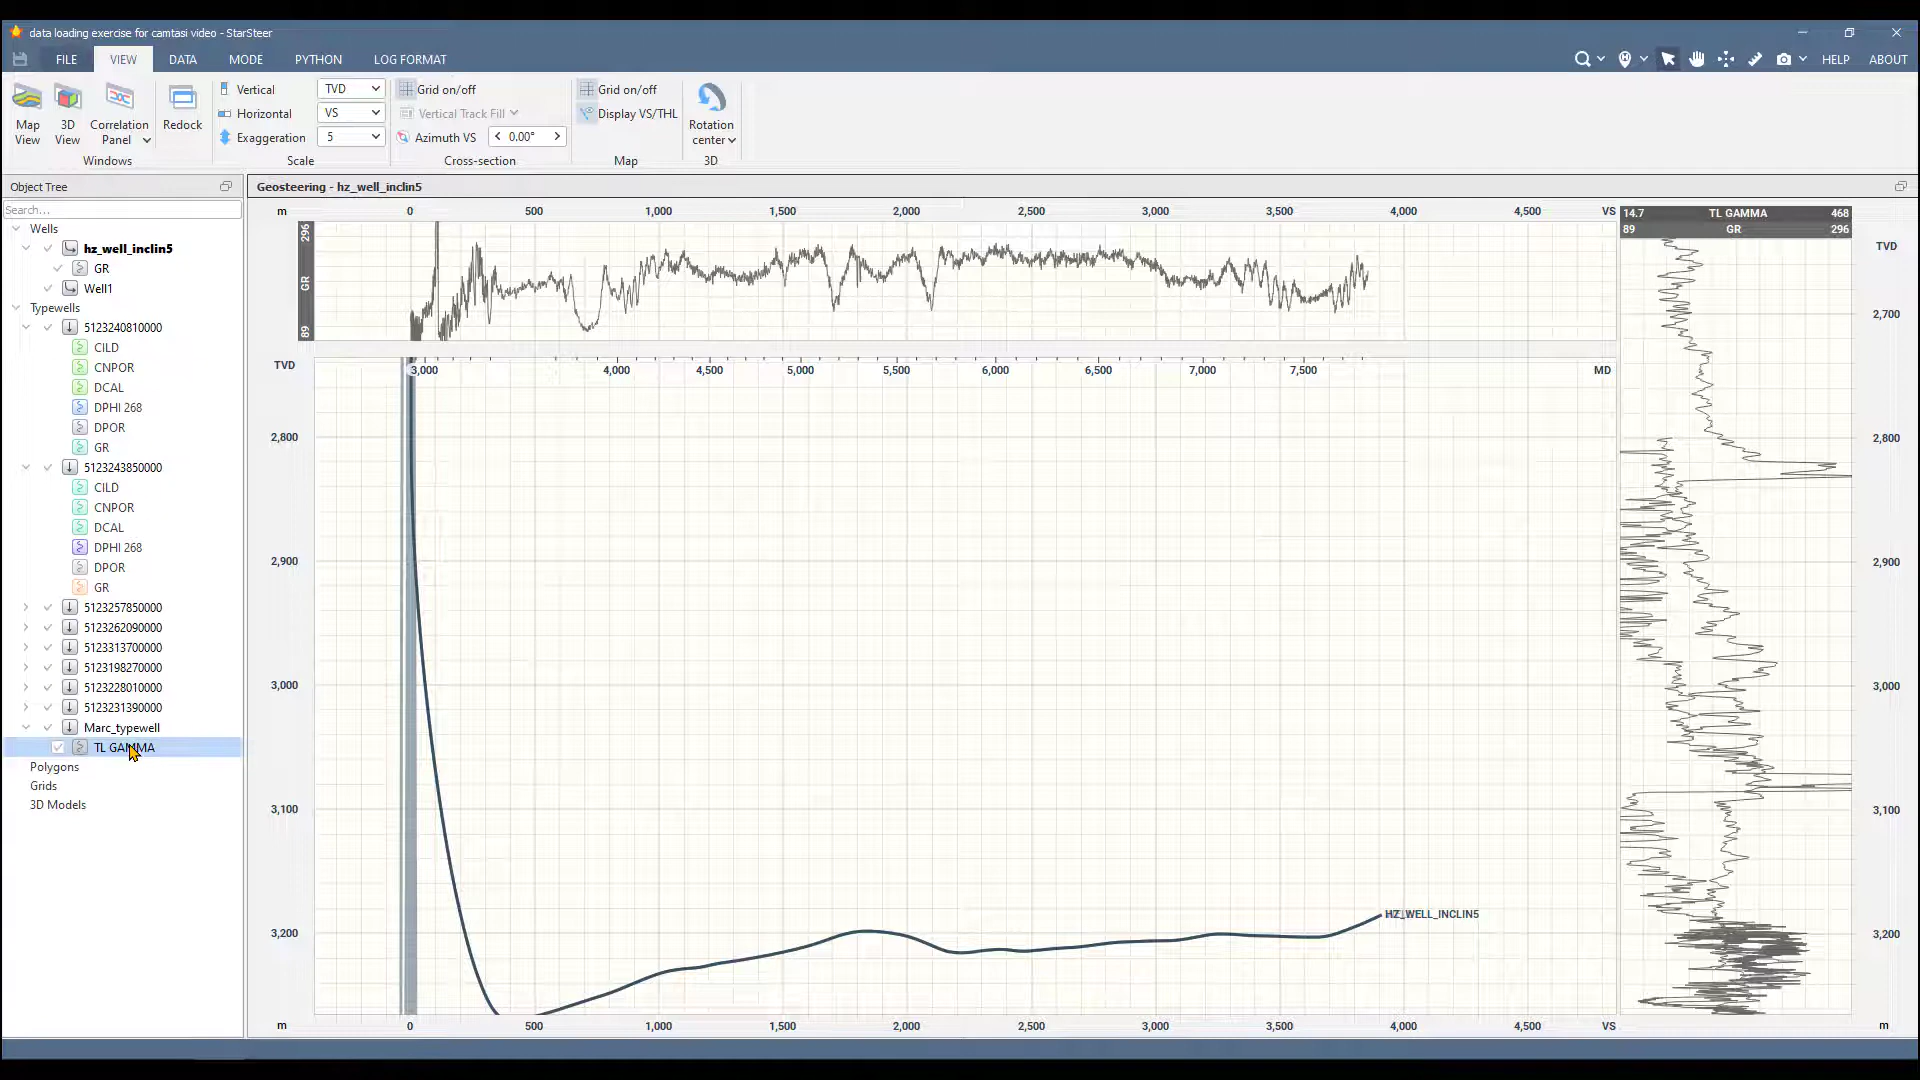 data loading exercise for camtasi video - StarSteer
FILE
VIEW
DATA
MODE
PYTHON
LOG FORMAT
HELP
ABOUT
Map View
3D View
Correlation Panel
Redock
Windows
Vertical
TVD
Horizontal
VS
Exaggeration
5
Scale
Grid on/off
Vertical Track Fill
Azimuth VS
0.00°
Cross-section
Grid on/off
Display VS/THL
Map
Rotation center
3D
Object Tree
Search...
Wells
hz_well_inclin5
GR
Well1
Typewells
5123240810000
CILD
CNPOR
DCAL
DPHI 268
DPOR
GR
5123243850000
CILD
CNPOR
DCAL
DPHI 268
DPOR
GR
5123257850000
5123262090000
5123313700000
5123198270000
5123228010000
5123231390000
Marc_typewell
TL GAMMA
Polygons
Grids
3D Models
Geosteering - hz_well_inclin5
m 0 500 1,000 1,500 2,000 2,500 3,000 3,500 4,000 4,500 VS
296
GR
89
TVD
3,000 4,000 4,500 5,000 5,500 6,000 6,500 7,000 7,500 MD
2,800
2,900
3,000
3,100
3,200
HZ_WELL_INCLIN5
m 0 500 1,000 1,500 2,000 2,500 3,000 3,500 4,000 4,500 VS
14.7 TL GAMMA 468
89 GR 296
TVD
2,700
2,800
2,900
3,000
3,100
3,200
m